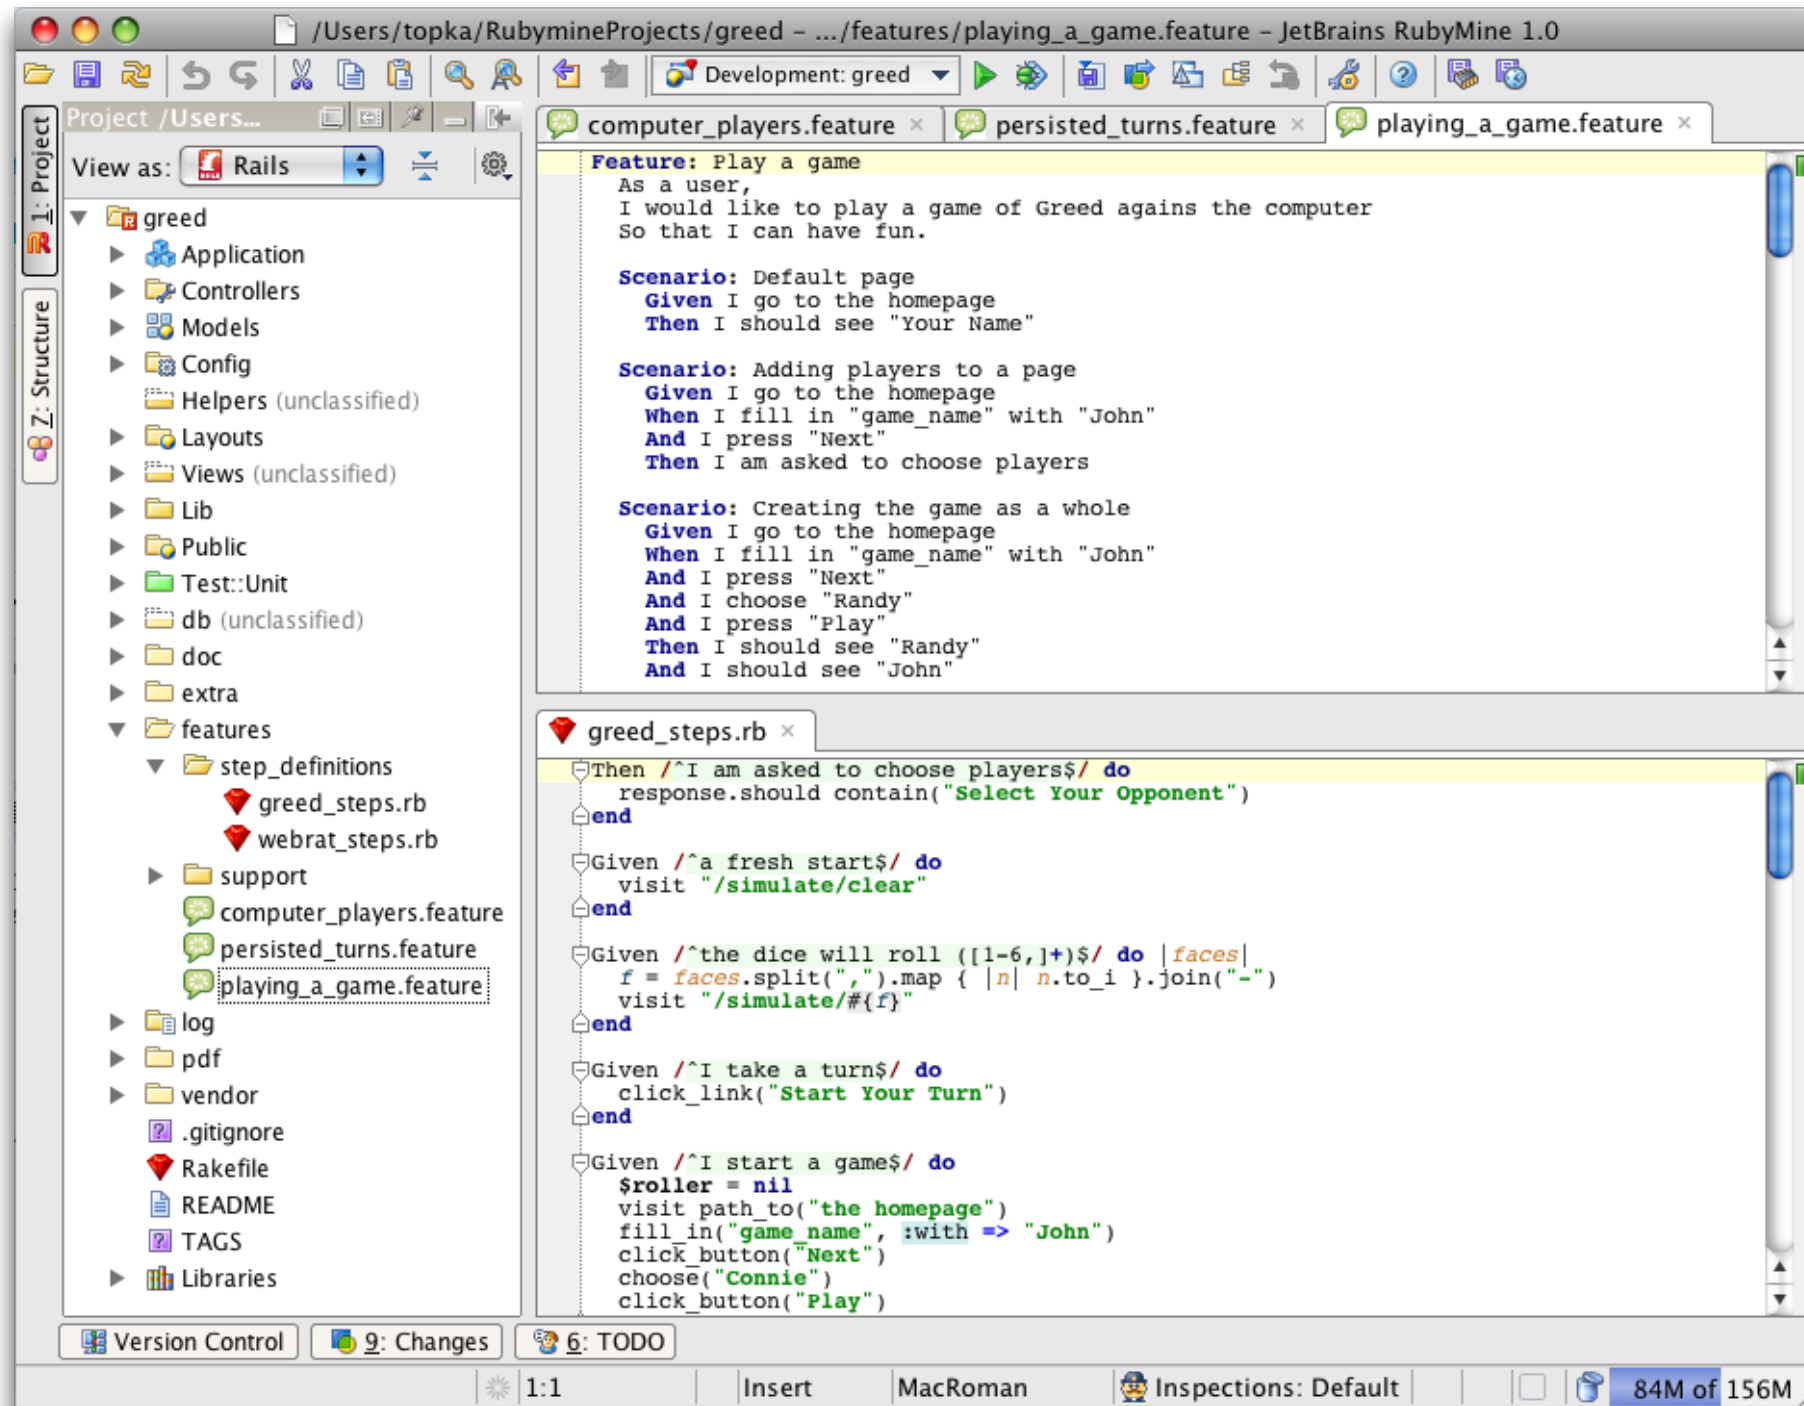 /Users/topka/RubymineProjects/greed – .../features/playing_a_game.feature – JetBrains RubyMine 1.0
Development: greed
1: Project
7: Structure
Project /Users...
View as: Rails
greed
Application
Controllers
Models
Config
Helpers (unclassified)
Layouts
Views (unclassified)
Lib
Public
Test::Unit
db (unclassified)
doc
extra
features
step_definitions
greed_steps.rb
webrat_steps.rb
support
computer_players.feature
persisted_turns.feature
playing_a_game.feature
log
pdf
vendor
.gitignore
Rakefile
README
TAGS
Libraries
computer_players.feature × persisted_turns.feature × playing_a_game.feature ×
Feature: Play a game
As a user,
I would like to play a game of Greed agains the computer
So that I can have fun.
Scenario: Default page
Given I go to the homepage
Then I should see "Your Name"
Scenario: Adding players to a page
Given I go to the homepage
When I fill in "game_name" with "John"
And I press "Next"
Then I am asked to choose players
Scenario: Creating the game as a whole
Given I go to the homepage
When I fill in "game_name" with "John"
And I press "Next"
And I choose "Randy"
And I press "Play"
Then I should see "Randy"
And I should see "John"
greed_steps.rb ×
Then /^I am asked to choose players$/ do
response.should contain("Select Your Opponent")
end
Given /^a fresh start$/ do
visit "/simulate/clear"
end
Given /^the dice will roll ([1-6,]+)$/ do |faces|
f = faces.split(",").map { |n| n.to_i }.join("-")
visit "/simulate/#{f}"
end
Given /^I take a turn$/ do
click_link("Start Your Turn")
end
Given /^I start a game$/ do
$roller = nil
visit path_to("the homepage")
fill_in("game_name", :with => "John")
click_button("Next")
choose("Connie")
click_button("Play")
Version Control 9: Changes 6: TODO
1:1 Insert MacRoman Inspections: Default 84M of 156M